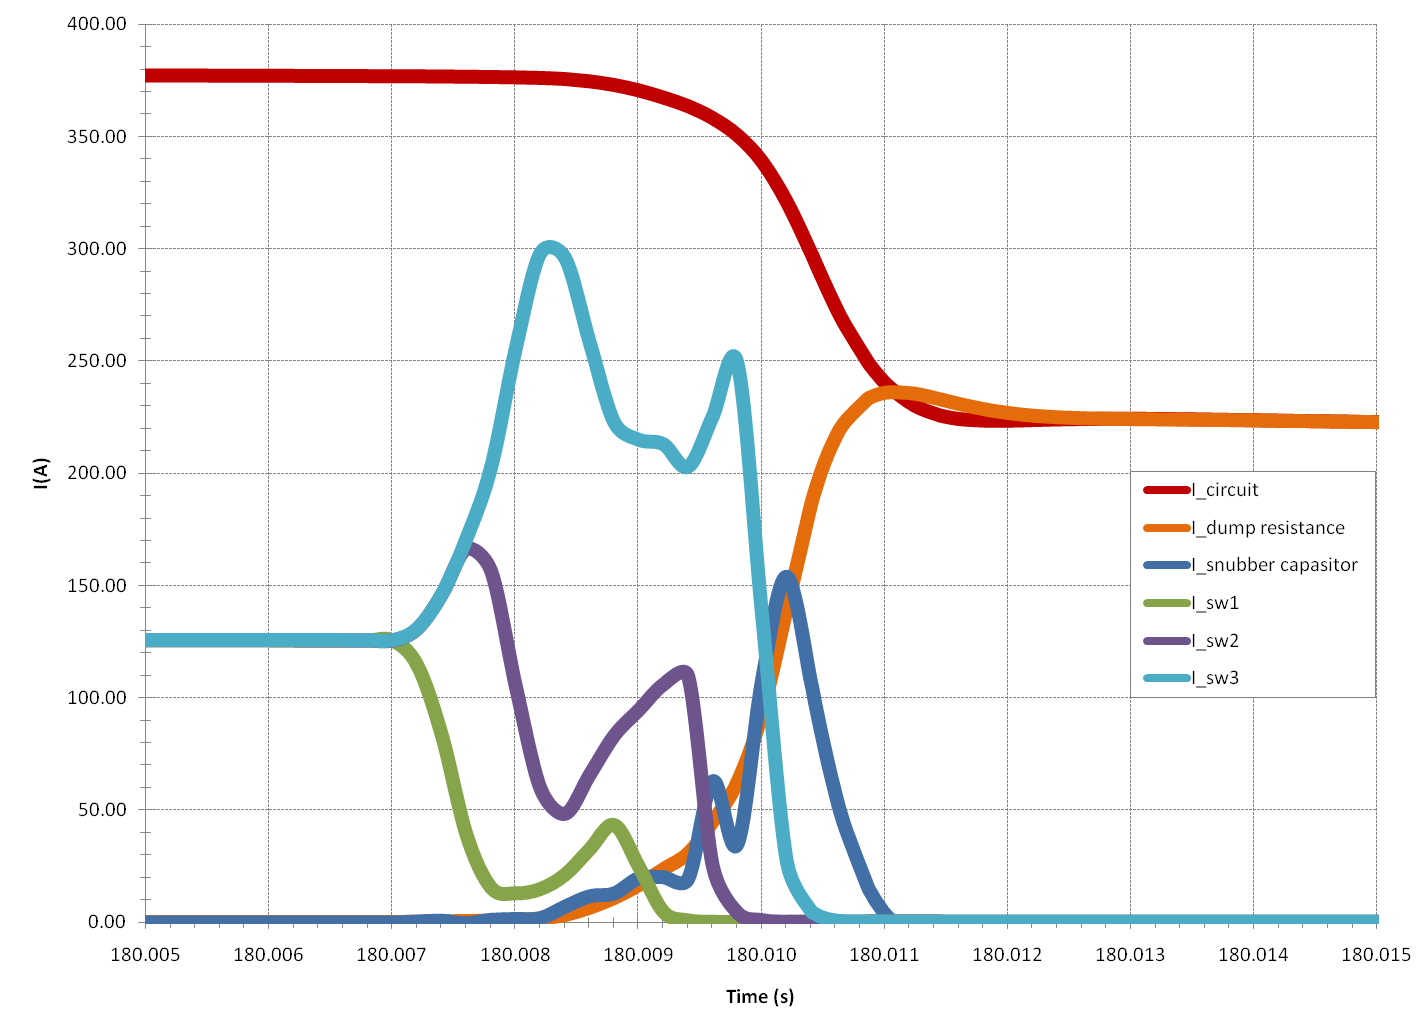 400.00
350.00
300.00
250.00
200.00
150.00
100.00
50.00
0.00
I(A)
I_circuit
I_dump resistance
I_snubber capasitor
I_sw1
I_sw2
I_sw3
180.005 180.006 180.007 180.008 180.009 180.010 180.011 180.012 180.013 180.014 180.015
Time (s)